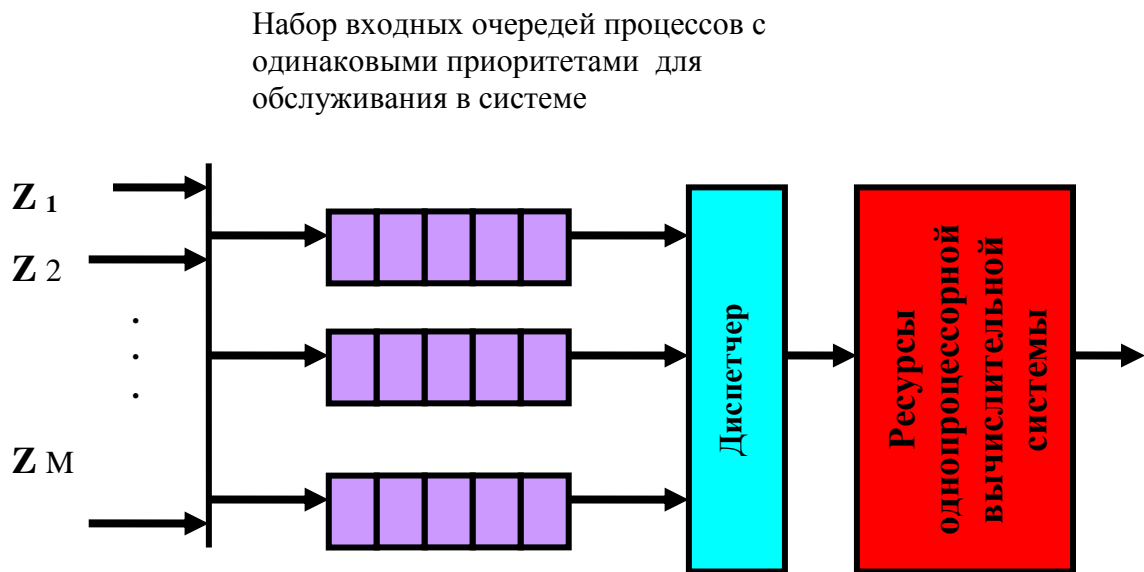 Набор входных очередей процессов с
одинаковыми приоритетами для
обслуживания в системе
Z 1
Z 2
.
.
.
Z М
Диспетчер
Ресурсы
однопроцессорной
вычислительной
системы